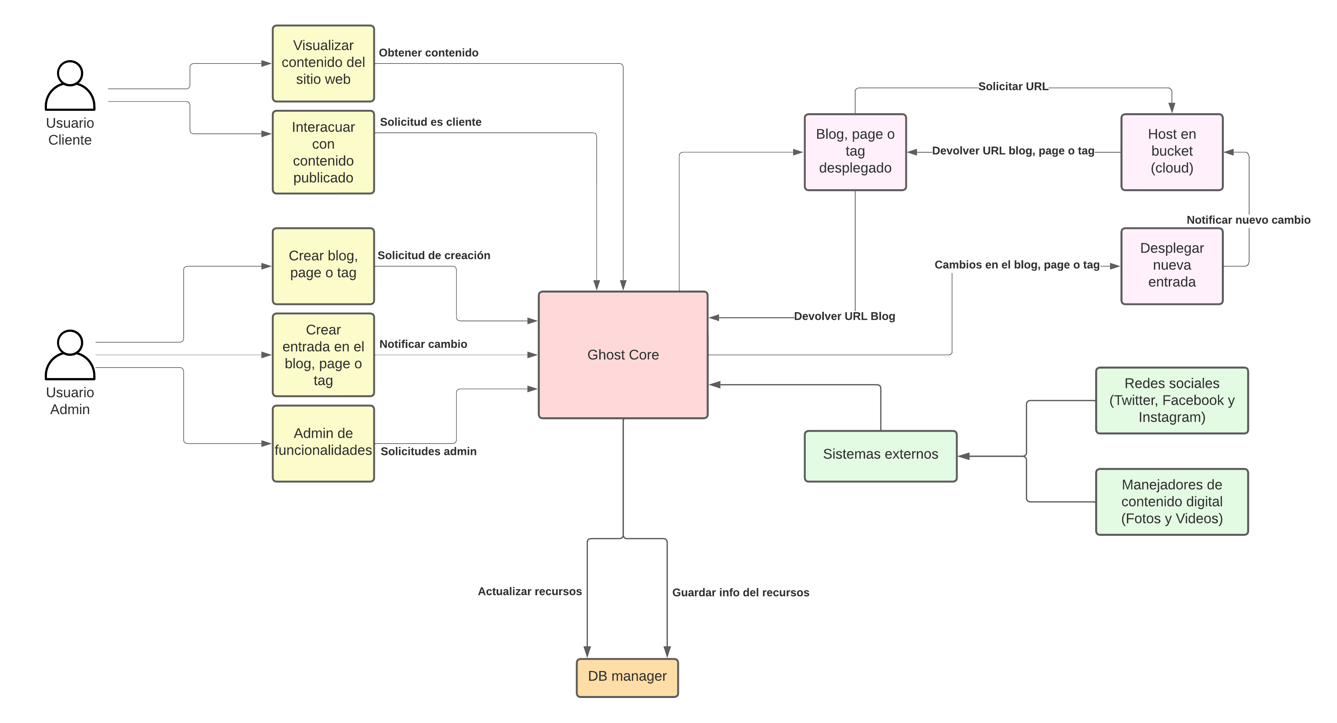 Visualizar
contenido del
sitio web
Obtener contenido
Usuario
Cliente
Interacuar
con
contenido
publicado
Solicitud es cliente
Solicitar URL
Blog, page o
tag
desplegado
Devolver URL blog, page o tag
Host en
bucket
(cloud)
Notificar nuevo cambio
Crear blog,
page o tag
Solicitud de creación
Cambios en el blog, page o tag
Desplegar
nueva
entrada
Devolver URL Blog
Usuario
Admin
Crear
entrada en el
blog, page o
tag
Notificar cambio
Ghost Core
Redes sociales
(Twitter, Facebook y
Instagram)
Admin de
funcionalidades
Solicitudes admin
Sistemas externos
Manejadores de
contenido digital
(Fotos y Videos)
Actualizar recursos
Guardar info del recursos
DB manager